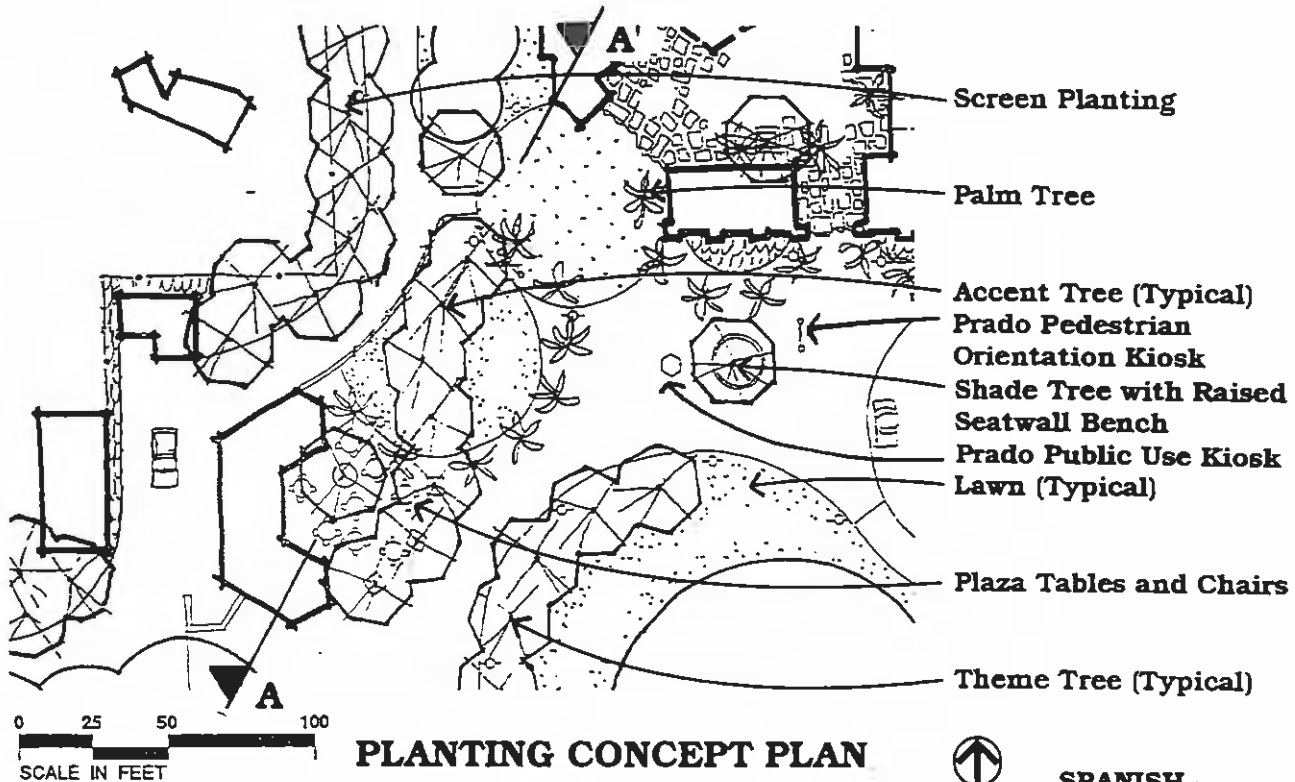 A'
Screen Planting
Palm Tree
Accent Tree (Typical)
Prado Pedestrian
Orientation Kiosk
Shade Tree with Raised
Seatwall Bench
Prado Public Use Kiosk
Lawn (Typical)
Plaza Tables and Chairs
Theme Tree (Typical)
A
0 25 50 100
SCALE IN FEET
PLANTING CONCEPT PLAN
SPANISH